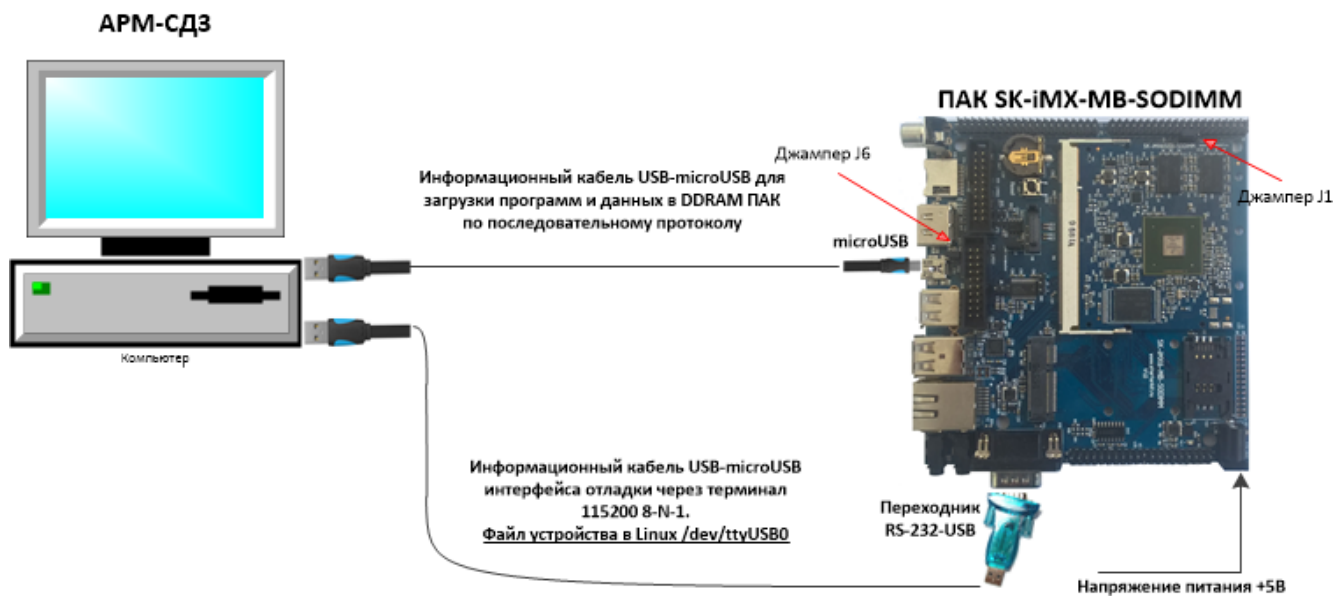 АРМ-СДЗ
ПАК SK-iMX-MB-SODIMM
Джампер J6
Джампер J1
Информационный кабель USB-microUSB для
загрузки программ и данных в DDRAM ПАК
по последовательному протоколу
microUSB
Компьютер
Информационный кабель USB-microUSB
интерфейса отладки через терминал
115200 8-N-1.
Файл устройства в Linux /dev/ttyUSB0
Переходник
RS-232-USB
Напряжение питания +5В